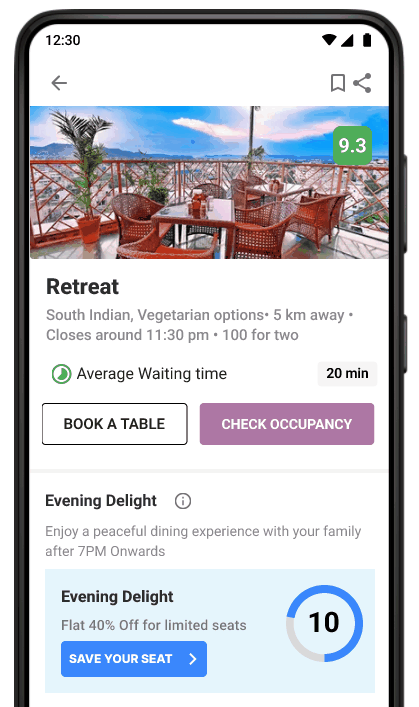 12:30
9.3
Retreat
South Indian, Vegetarian options• 5 km away •
Closes around 11:30 pm • 100 for two
Average Waiting time
20 min
BOOK A TABLE
CHECK OCCUPANCY
Evening Delight
Enjoy a peaceful dining experience with your family
after 7PM Onwards
Evening Delight
Flat 40% Off for limited seats
10
SAVE YOUR SEAT